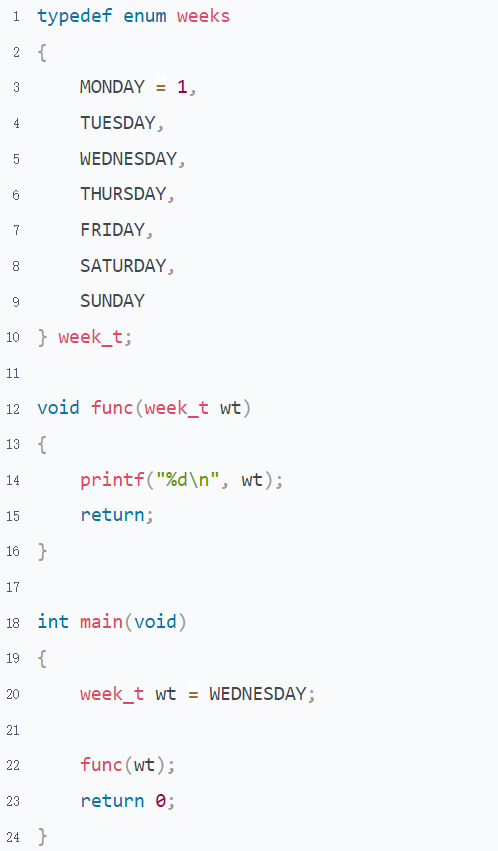 1 typedef enum weeks
2 {
3     MONDAY = 1,
4     TUESDAY,
5     WEDNESDAY,
6     THURSDAY,
7     FRIDAY,
8     SATURDAY,
9     SUNDAY
10 } week_t;
11
12 void func(week_t wt)
13 {
14     printf("%d\n", wt);
15     return;
16 }
17
18 int main(void)
19 {
20     week_t wt = WEDNESDAY;
21
22     func(wt);
23     return 0;
24 }